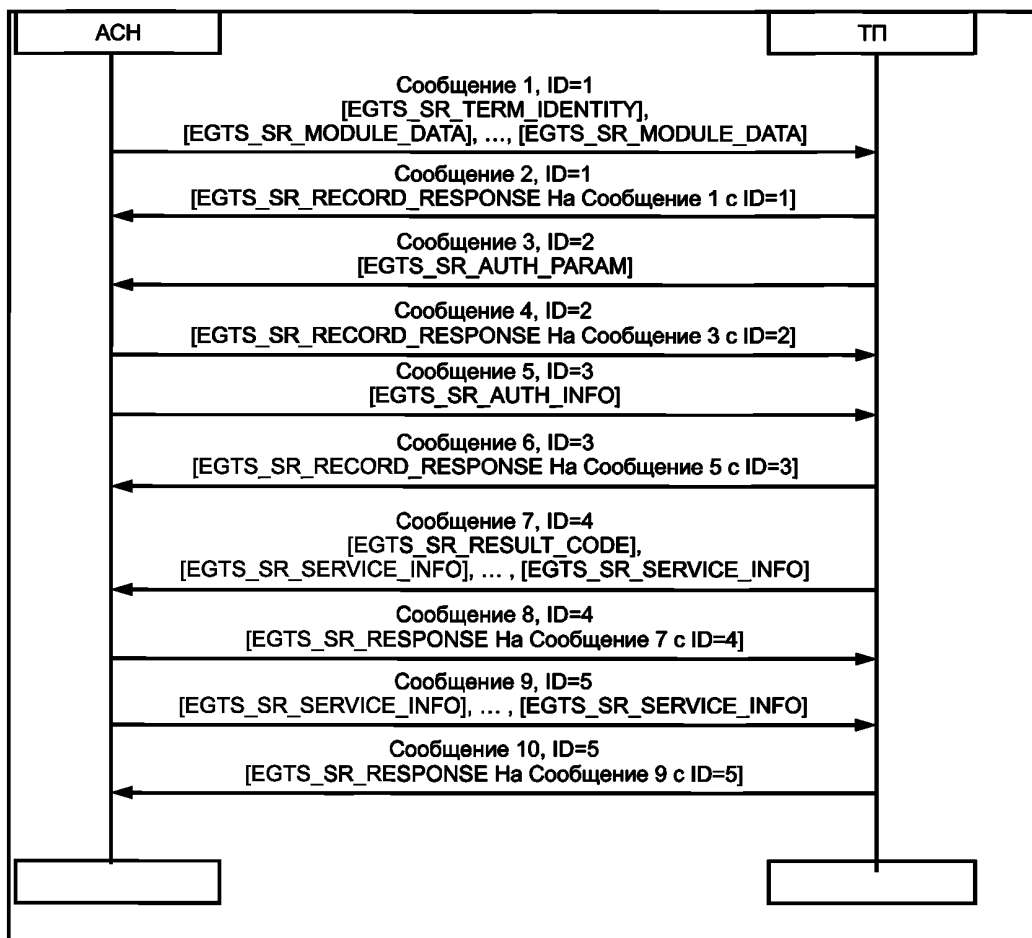 АСН
ТП
Сообщение 1, ID=1
[EGTS_SR_TERM_IDENTITY],
[EGTS_SR_MODULE_DATA], ..., [EGTS_SR_MODULE_DATA]
Сообщение 2, ID=1
[EGTS_SR_RECORD_RESPONSE На Сообщение 1 с ID=1]
Сообщение 3, ID=2
[EGTS_SR_AUTH_PARAM]
Сообщение 4, ID=2
[EGTS_SR_RECORD_RESPONSE На Сообщение 3 с ID=2]
Сообщение 5, ID=3
[EGTS_SR_AUTH_INFO]
Сообщение 6, ID=3
[EGTS_SR_RECORD_RESPONSE На Сообщение 5 с ID=3]
Сообщение 7, ID=4
[EGTS_SR_RESULT_CODE],
[EGTS_SR_SERVICE_INFO], ... , [EGTS_SR_SERVICE_INFO]
Сообщение 8, ID=4
[EGTS_SR_RESPONSE На Сообщение 7 с ID=4]
Сообщение 9, ID=5
[EGTS_SR_SERVICE_INFO], ... , [EGTS_SR_SERVICE_INFO]
Сообщение 10, ID=5
[EGTS_SR_RESPONSE На Сообщение 9 с ID=5]